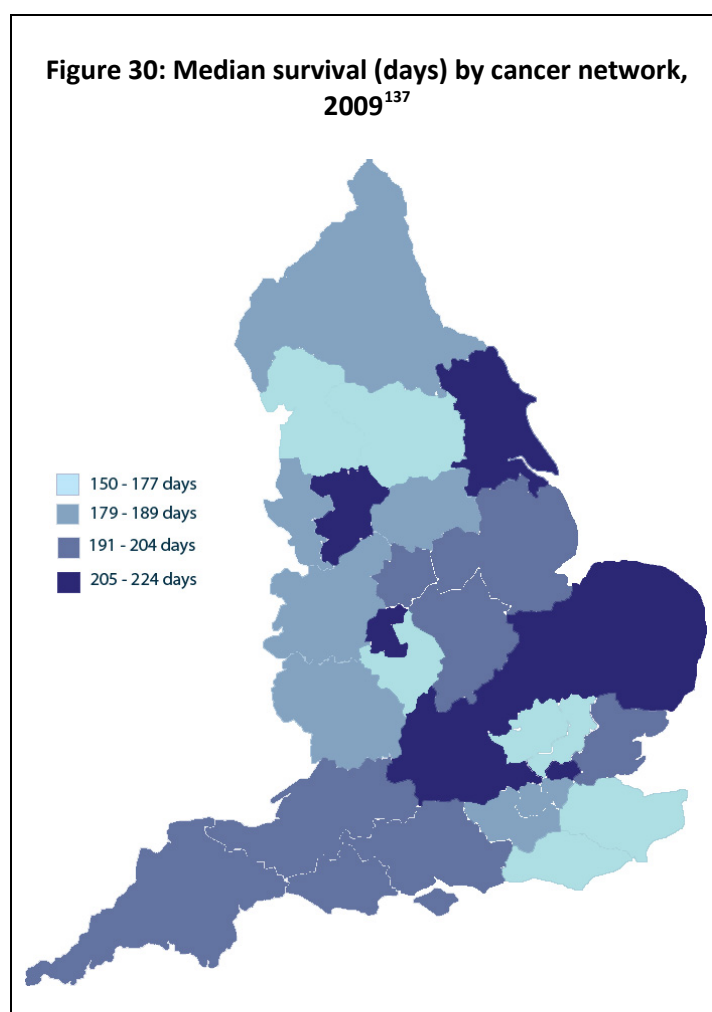 Figure 30: Median survival (days) by cancer network,
2009137
150 - 177 days
179 - 189 days
191 - 204 days
205 - 224 days